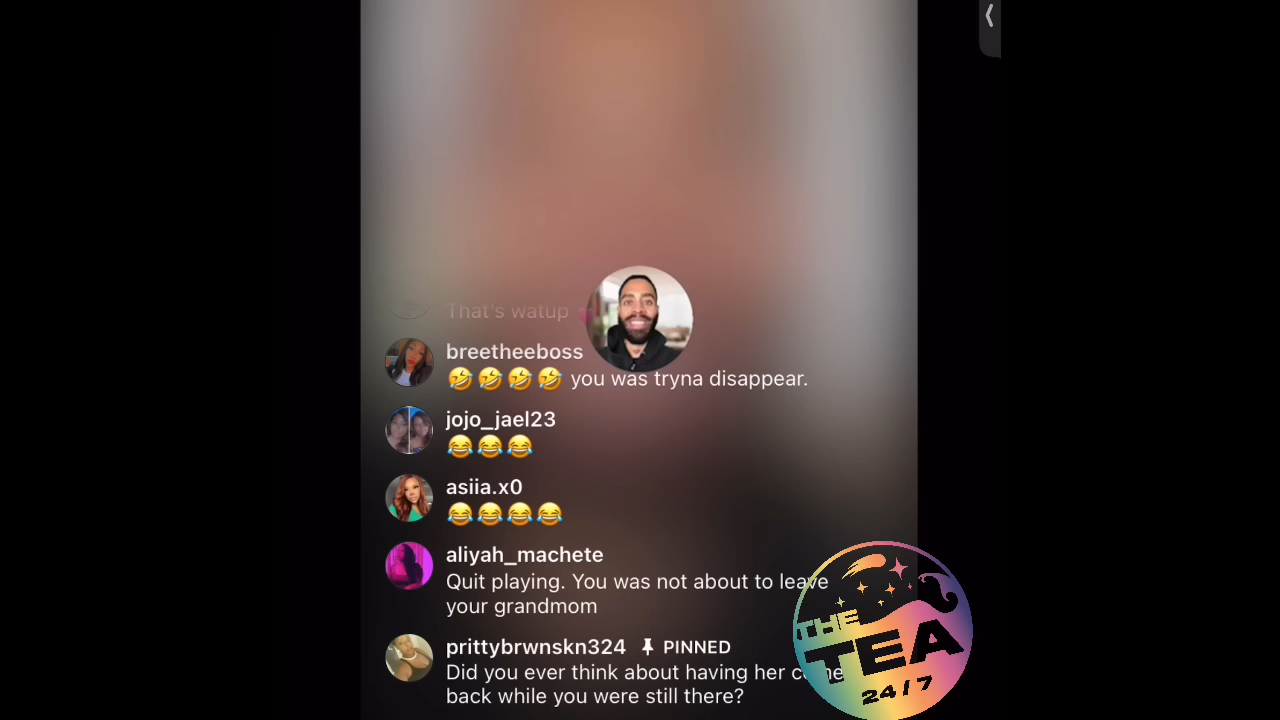 That's watup
breetheeboss
🤣🤣🤣🤣 you was tryna disappear.
jojo_jael23
😂😂😂
asiia.x0
😂😂😂😂
aliyah_machete
Quit playing. You was not about to leave
your grandmom
prittybrwnskn324 PINNED
Did you ever think about having her come
back while you were still there?
THE
TEA
24/7